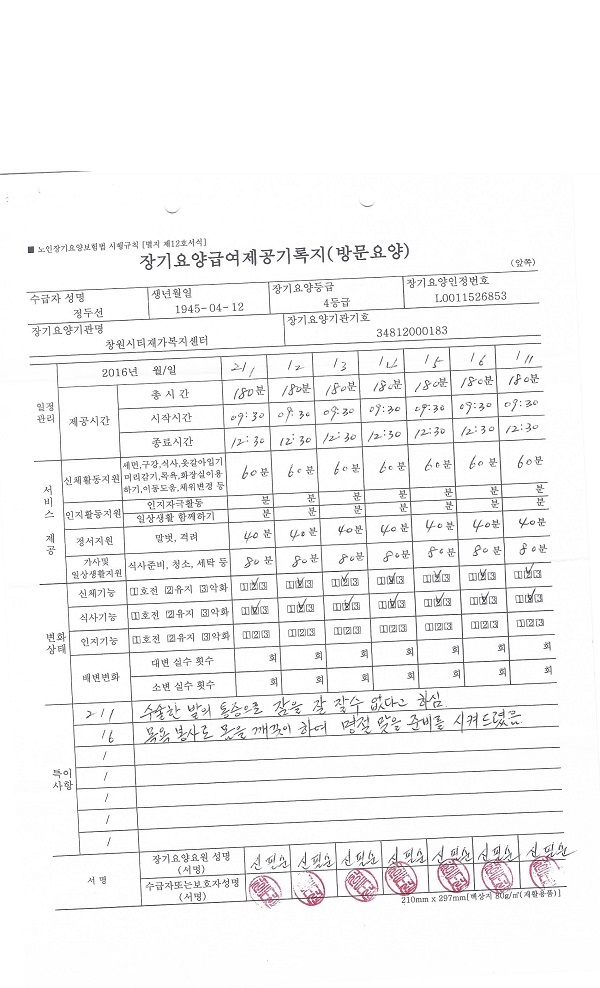 ■ 노인장기요양보험법 시행규칙 [별지 제12호서식]
장기요양급여제공기록지(방문요양)
(앞쪽)
수급자 성명 생년월일 장기요양등급 장기요양인정번호
정두선 1945-04-12 4등급 L0011526853
장기요양기관명 장기요양기관기호
창원시티재가복지센터 34812000183
일정관리 2016년 월/일 2/1 /2 /3 /4 /5 /6 /11
제공시간 총 시간 180분 180분 180분 180분 180분 180분 180분
시작시간 09:30 09:30 09:30 09:30 09:30 09:30 09:30
종료시간 12:30 12:30 12:30 12:30 12:30 12:30 12:30
서비스 제공
신체활동지원 세면,구강,식사,옷갈아입기 머리감기,목욕,화장실이용 하기,이동도움,체위변경 등 60분 60분 60분 60분 60분 60분 60분
인지활동지원 인지자극활동 분 분 분 분 분 분 분
일상생활 함께하기 분 분 분 분 분 분 분
정서지원 말벗, 격려 40분 40분 40분 40분 40분 40분 40분
가사및 일상생활지원 식사준비, 청소, 세탁 등 80분 80분 80분 80분 80분 80분 80분
변화상태
신체기능 1호전 2유지 3악화 123 123 123 123 123 123 123
식사기능 1호전 2유지 3악화 123 123 123 123 123 123 123
인지기능 1호전 2유지 3악화 123 123 123 123 123 123 123
배변변화 대변 실수 횟수 회 회 회 회 회 회 회
소변 실수 횟수 회 회 회 회 회 회 회
특이사항
2/1 수술한 발의 통증으로 잠을 잘 잘수 없다고 하심.
/6 목욕 봉사로 몸을 깨끗이 하여 명절 맞을 준비를 시켜드렸음.
/
/
/
/
/
서 명
장기요양요원 성명 (서명) 신필순 신필순 신필순 신필순 신필순 신필순 신필순
수급자또는보호자성명 (서명)
210mm x 297mm[백상지 80g/㎡(재활용품)]